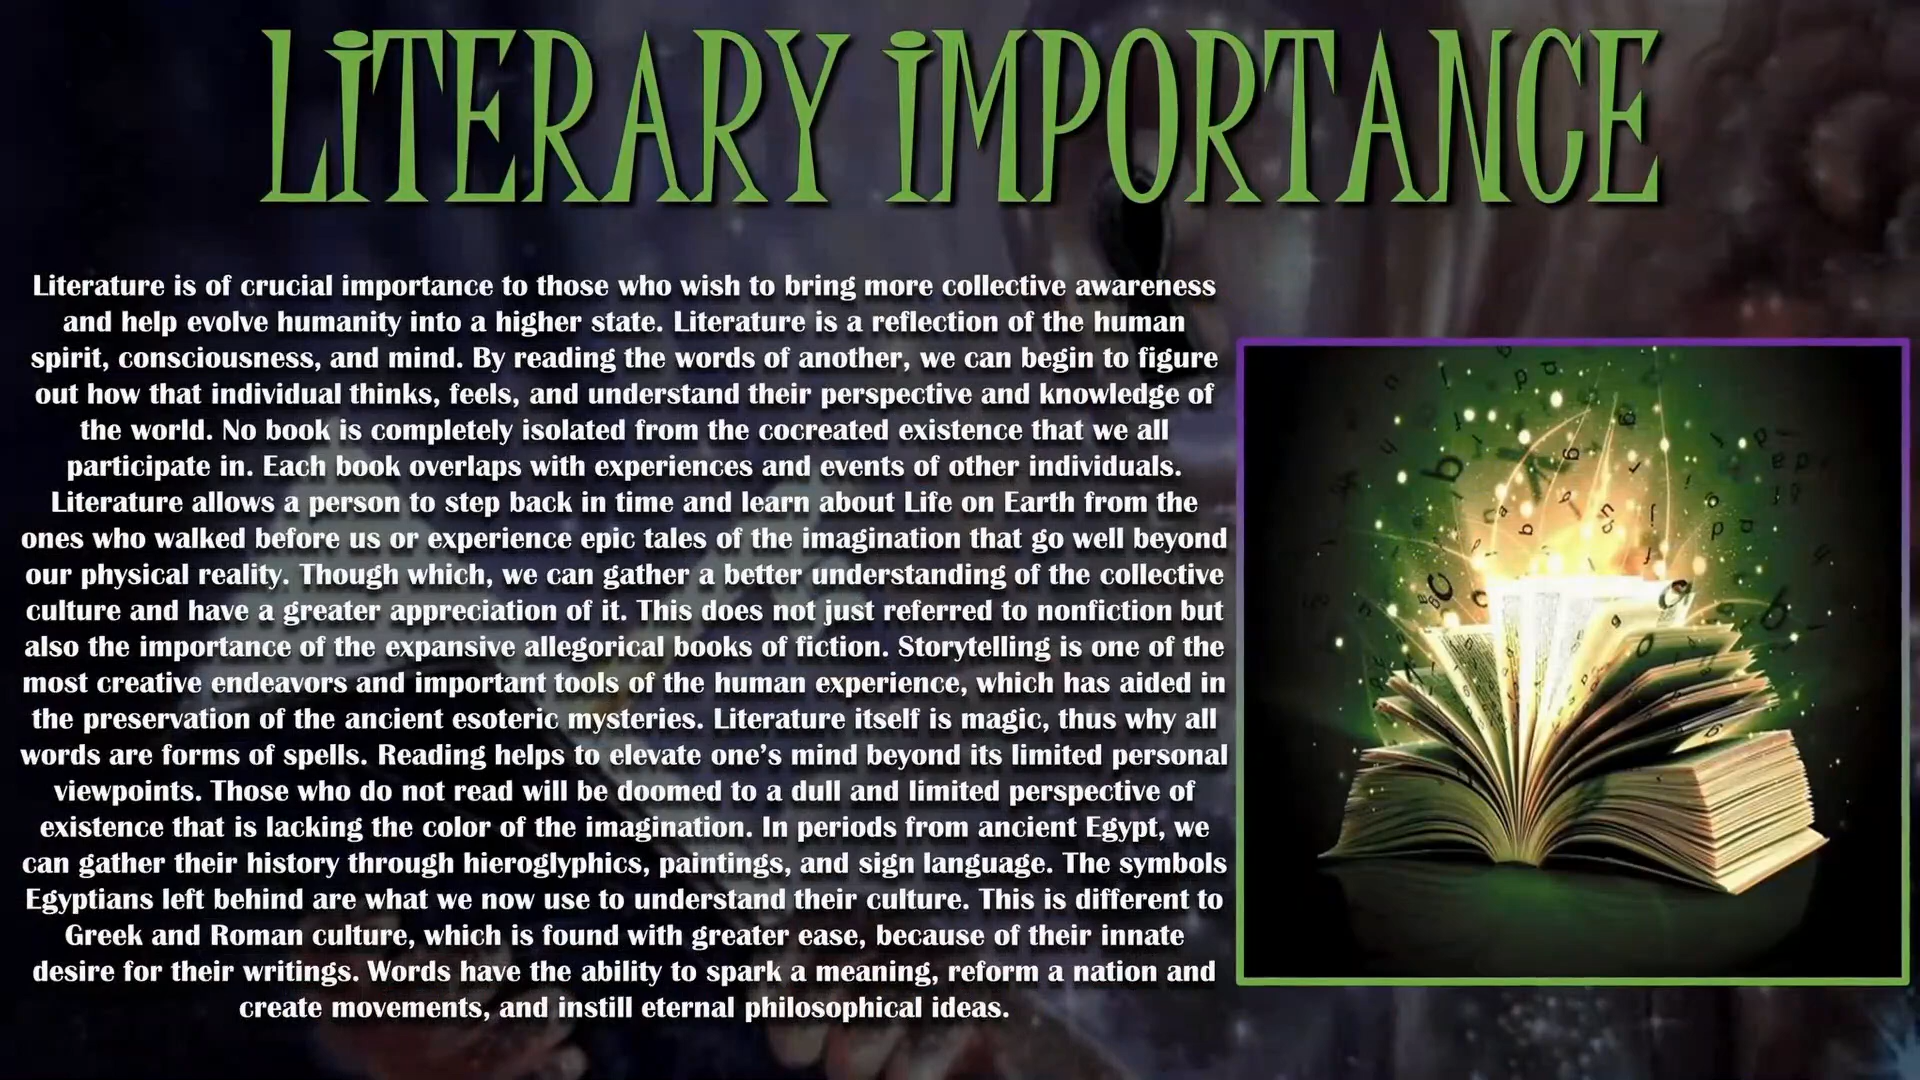 LITERARY IMPORTANCE
Literature is of crucial importance to those who wish to bring more collective awareness
and help evolve humanity into a higher state. Literature is a reflection of the human
spirit, consciousness, and mind. By reading the words of another, we can begin to figure
out how that individual thinks, feels, and understand their perspective and knowledge of
the world. No book is completely isolated from the cocreated existence that we all
participate in. Each book overlaps with experiences and events of other individuals.
Literature allows a person to step back in time and learn about Life on Earth from the
ones who walked before us or experience epic tales of the imagination that go well beyond
our physical reality. Though which, we can gather a better understanding of the collective
culture and have a greater appreciation of it. This does not just referred to nonfiction but
also the importance of the expansive allegorical books of fiction. Storytelling is one of the
most creative endeavors and important tools of the human experience, which has aided in
the preservation of the ancient esoteric mysteries. Literature itself is magic, thus why all
words are forms of spells. Reading helps to elevate one’s mind beyond its limited personal
viewpoints. Those who do not read will be doomed to a dull and limited perspective of
existence that is lacking the color of the imagination. In periods from ancient Egypt, we
can gather their history through hieroglyphics, paintings, and sign language. The symbols
Egyptians left behind are what we now use to understand their culture. This is different to
Greek and Roman culture, which is found with greater ease, because of their innate
desire for their writings. Words have the ability to spark a meaning, reform a nation and
create movements, and instill eternal philosophical ideas.